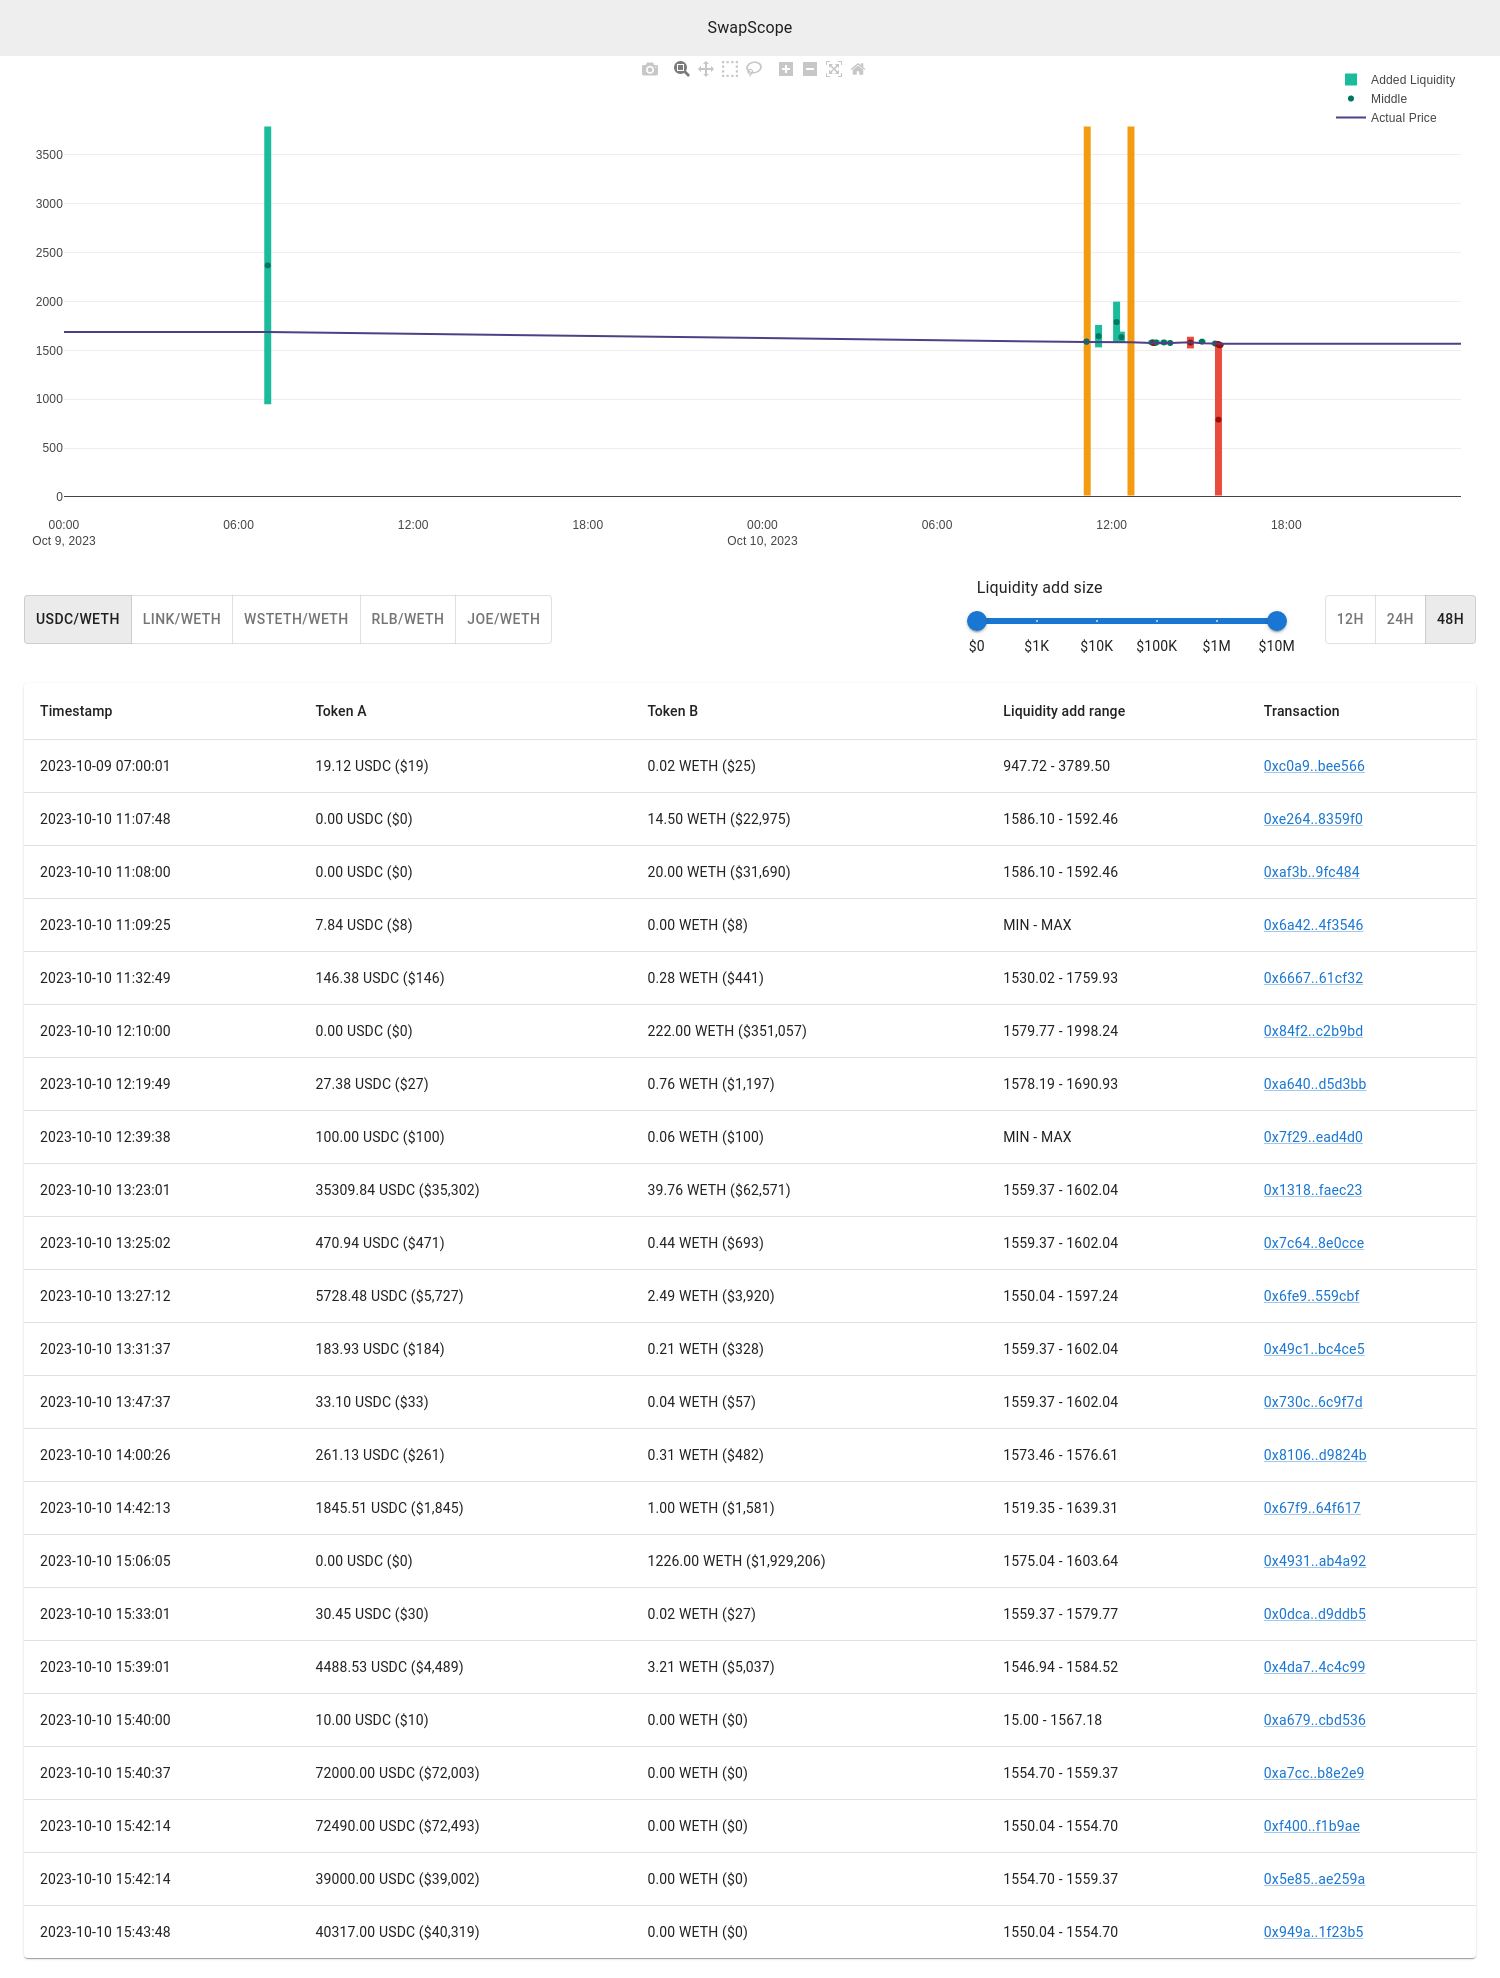 SwapScope
Added Liquidity
Middle
Actual Price
3500
3000
2500
2000
1500
1000
500
0
00:00 06:00 12:00 18:00 00:00 06:00 12:00 18:00
Oct 9, 2023 Oct 10, 2023
Liquidity add size
USDC/WETH LINK/WETH WSTETH/WETH RLB/WETH JOE/WETH 12H 24H 48H
$0 $1K $10K $100K $1M $10M
Timestamp Token A Token B Liquidity add range Transaction
2023-10-09 07:00:01 19.12 USDC ($19) 0.02 WETH ($25) 947.72 - 3789.50 0xc0a9..bee566
2023-10-10 11:07:48 0.00 USDC ($0) 14.50 WETH ($22,975) 1586.10 - 1592.46 0xe264..8359f0
2023-10-10 11:08:00 0.00 USDC ($0) 20.00 WETH ($31,690) 1586.10 - 1592.46 0xaf3b..9fc484
2023-10-10 11:09:25 7.84 USDC ($8) 0.00 WETH ($8) MIN - MAX 0x6a42..4f3546
2023-10-10 11:32:49 146.38 USDC ($146) 0.28 WETH ($441) 1530.02 - 1759.93 0x6667..61cf32
2023-10-10 12:10:00 0.00 USDC ($0) 222.00 WETH ($351,057) 1579.77 - 1998.24 0x84f2..c2b9bd
2023-10-10 12:19:49 27.38 USDC ($27) 0.76 WETH ($1,197) 1578.19 - 1690.93 0xa640..d5d3bb
2023-10-10 12:39:38 100.00 USDC ($100) 0.06 WETH ($100) MIN - MAX 0x7f29..ead4d0
2023-10-10 13:23:01 35309.84 USDC ($35,302) 39.76 WETH ($62,571) 1559.37 - 1602.04 0x1318..faec23
2023-10-10 13:25:02 470.94 USDC ($471) 0.44 WETH ($693) 1559.37 - 1602.04 0x7c64..8e0cce
2023-10-10 13:27:12 5728.48 USDC ($5,727) 2.49 WETH ($3,920) 1550.04 - 1597.24 0x6fe9..559cbf
2023-10-10 13:31:37 183.93 USDC ($184) 0.21 WETH ($328) 1559.37 - 1602.04 0x49c1..bc4ce5
2023-10-10 13:47:37 33.10 USDC ($33) 0.04 WETH ($57) 1559.37 - 1602.04 0x730c..6c9f7d
2023-10-10 14:00:26 261.13 USDC ($261) 0.31 WETH ($482) 1573.46 - 1576.61 0x8106..d9824b
2023-10-10 14:42:13 1845.51 USDC ($1,845) 1.00 WETH ($1,581) 1519.35 - 1639.31 0x67f9..64f617
2023-10-10 15:06:05 0.00 USDC ($0) 1226.00 WETH ($1,929,206) 1575.04 - 1603.64 0x4931..ab4a92
2023-10-10 15:33:01 30.45 USDC ($30) 0.02 WETH ($27) 1559.37 - 1579.77 0x0dca..d9ddb5
2023-10-10 15:39:01 4488.53 USDC ($4,489) 3.21 WETH ($5,037) 1546.94 - 1584.52 0x4da7..4c4c99
2023-10-10 15:40:00 10.00 USDC ($10) 0.00 WETH ($0) 15.00 - 1567.18 0xa679..cbd536
2023-10-10 15:40:37 72000.00 USDC ($72,003) 0.00 WETH ($0) 1554.70 - 1559.37 0xa7cc..b8e2e9
2023-10-10 15:42:14 72490.00 USDC ($72,493) 0.00 WETH ($0) 1550.04 - 1554.70 0xf400..f1b9ae
2023-10-10 15:42:14 39000.00 USDC ($39,002) 0.00 WETH ($0) 1554.70 - 1559.37 0x5e85..ae259a
2023-10-10 15:43:48 40317.00 USDC ($40,319) 0.00 WETH ($0) 1550.04 - 1554.70 0x949a..1f23b5